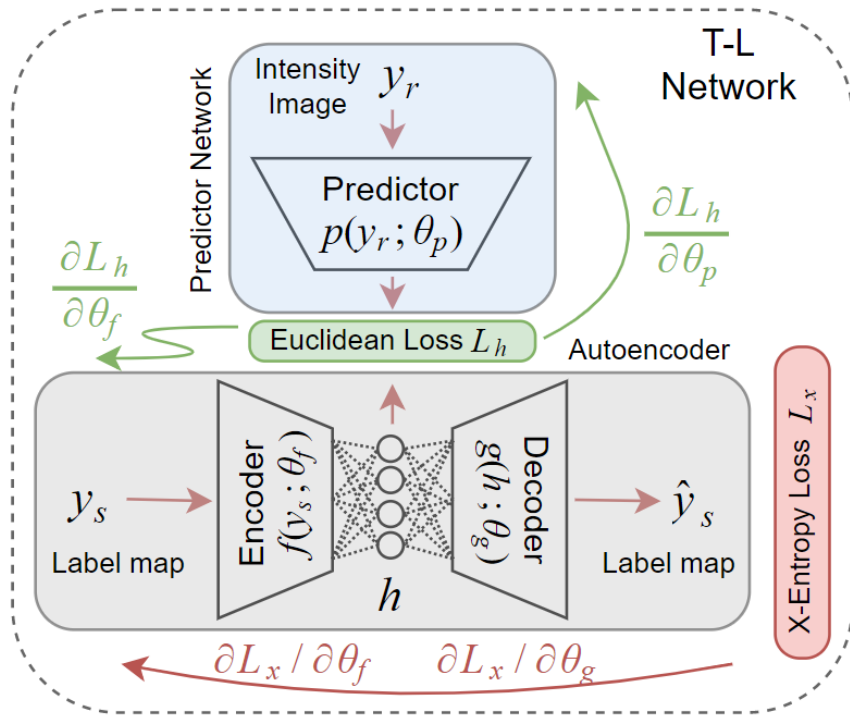 T-L
Network
Predictor Network
Intensity
Image
y_r
Predictor
p(y_r ; θ_p)
∂L_h
∂θ_p
∂L_h
∂θ_f
Euclidean Loss L_h
Autoencoder
y_s
Label map
Encoder
f(y_s ; θ_f)
h
Decoder
g(h ; θ_g)
ŷ_s
Label map
X-Entropy Loss L_x
∂L_x / ∂θ_f
∂L_x / ∂θ_g